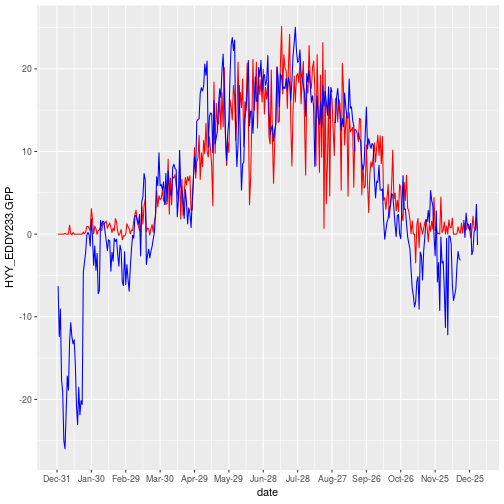 HYY_EDDY233.GPP
20
10
0
-10
-20
Dec-31 Jan-30 Feb-29 Mar-30 Apr-29 May-29 Jun-28 Jul-28 Aug-27 Sep-26 Oct-26 Nov-25 Dec-25
date